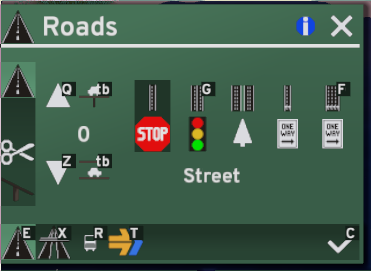 Roads i
Q tb G F
0 STOP ONE WAY ONE WAY
Z tb
Street
E X R T C